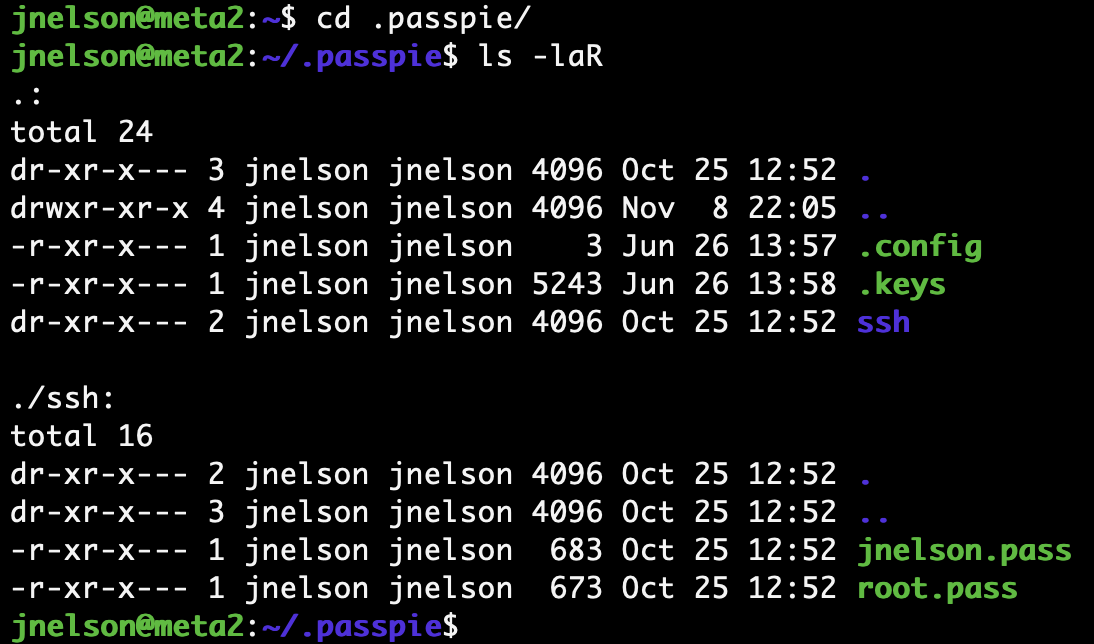 jnelson@meta2:~$ cd .passpie/
jnelson@meta2:~/.passpie$ ls -laR
.:
total 24
dr-xr-x--- 3 jnelson jnelson 4096 Oct 25 12:52 .
drwxr-xr-x 4 jnelson jnelson 4096 Nov  8 22:05 ..
-r-xr-x--- 1 jnelson jnelson    3 Jun 26 13:57 .config
-r-xr-x--- 1 jnelson jnelson 5243 Jun 26 13:58 .keys
dr-xr-x--- 2 jnelson jnelson 4096 Oct 25 12:52 ssh

./ssh:
total 16
dr-xr-x--- 2 jnelson jnelson 4096 Oct 25 12:52 .
dr-xr-x--- 3 jnelson jnelson 4096 Oct 25 12:52 ..
-r-xr-x--- 1 jnelson jnelson  683 Oct 25 12:52 jnelson.pass
-r-xr-x--- 1 jnelson jnelson  673 Oct 25 12:52 root.pass
jnelson@meta2:~/.passpie$